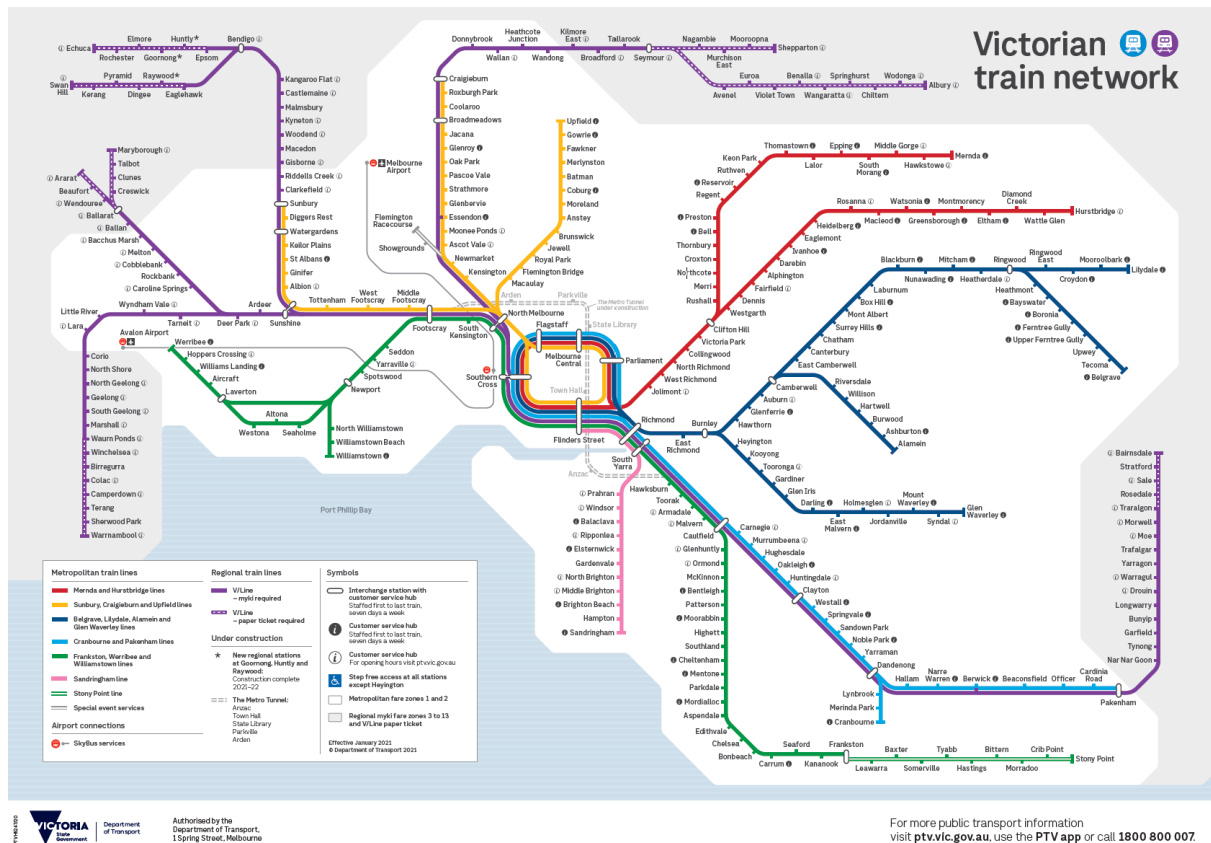 Victorian
train network
Echuca
Elmore
Rochester
Huntly*
Goornong*
Epsom
Bendigo
Swan
Hill
Pyramid
Kerang
Dingee
Raywood*
Eaglehawk
Kangaroo Flat
Castlemaine
Malmsbury
Kyneton
Woodend
Macedon
Gisborne
Riddells Creek
Clarkefield
Sunbury
Diggers Rest
Watergardens
Keilor Plains
St Albans
Ginifer
Albion
Maryborough
Talbot
Clunes
Creswick
Ararat
Beaufort
Wendouree
Ballarat
Ballan
Bacchus Marsh
Melton
Cobblebank
Rockbank
Caroline Springs
Wyndham Vale
Tarneit
Deer Park
Ardeer
Sunshine
Little River
Lara
Avalon Airport
Corio
North Shore
North Geelong
Geelong
South Geelong
Marshall
Waurn Ponds
Winchelsea
Birregurra
Colac
Camperdown
Terang
Sherwood Park
Warrnambool
Werribee
Hoppers Crossing
Williams Landing
Aircraft
Laverton
Westona
Altona
Seaholme
Seddon
Yarraville
Spotswood
Newport
North Williamstown
Williamstown Beach
Williamstown
Tottenham
West
Footscray
Middle
Footscray
Footscray
South
Kensington
Donnybrook
Heathcote
Junction
Wallan
Wandong
Kilmore
East
Broadford
Tallarook
Seymour
Nagambie
Murchison
East
Mooroopna
Shepparton
Avenel
Euroa
Violet Town
Benalla
Wangaratta
Springhurst
Chiltern
Wodonga
Albury
Craigieburn
Roxburgh Park
Coolaroo
Broadmeadows
Jacana
Glenroy
Oak Park
Pascoe Vale
Strathmore
Glenbervie
Essendon
Moonee Ponds
Ascot Vale
Newmarket
Kensington
Melbourne
Airport
Flemington
Racecourse
Showgrounds
Upfield
Gowrie
Fawkner
Merlynston
Batman
Coburg
Moreland
Anstey
Brunswick
Jewell
Royal Park
Flemington Bridge
Macaulay
Arden
Parkville
The Metro Tunnel
under construction
State Library
North Melbourne
Flagstaff
Melbourne
Central
Parliament
Southern
Cross
Town Hall
Flinders Street
Anzac
Richmond
South
Yarra
Thomastown
Keon Park
Ruthven
Reservoir
Regent
Preston
Bell
Thornbury
Croxton
Northcote
Merri
Rushall
Lalor
Epping
South
Morang
Middle Gorge
Hawkstowe
Mernda
Rosanna
Heidelberg
Eaglemont
Ivanhoe
Darebin
Alphington
Fairfield
Dennis
Westgarth
Clifton Hill
Victoria Park
Collingwood
North Richmond
West Richmond
Jolimont
Macleod
Watsonia
Greensborough
Montmorency
Eltham
Diamond
Creek
Wattle Glen
Hurstbridge
Blackburn
Laburnum
Box Hill
Mont Albert
Surrey Hills
Chatham
Canterbury
East Camberwell
Camberwell
Auburn
Glenferrie
Hawthorn
Burnley
East
Richmond
Nunawading
Mitcham
Heatherdale
Ringwood
Ringwood
East
Croydon
Mooroolbark
Lilydale
Heathmont
Bayswater
Boronia
Ferntree Gully
Upper Ferntree Gully
Upwey
Tecoma
Belgrave
Riversdale
Willison
Hartwell
Burwood
Ashburton
Alamein
Heyington
Kooyong
Tooronga
Gardiner
Glen Iris
Darling
East
Malvern
Holmesglen
Jordanville
Mount
Waverley
Syndal
Glen
Waverley
Hawksburn
Toorak
Armadale
Malvern
Caulfield
Prahran
Windsor
Balaclava
Ripponlea
Elsternwick
Gardenvale
North Brighton
Middle Brighton
Brighton Beach
Hampton
Sandringham
Glenhuntly
Ormond
McKinnon
Bentleigh
Patterson
Moorabbin
Highett
Southland
Cheltenham
Mentone
Parkdale
Mordialloc
Aspendale
Edithvale
Chelsea
Bonbeach
Carrum
Seaford
Kananook
Frankston
Leawarra
Baxter
Somerville
Tyabb
Hastings
Bittern
Morradoo
Crib Point
Stony Point
Carnegie
Murrumbeena
Hughesdale
Oakleigh
Huntingdale
Clayton
Westall
Springvale
Sandown Park
Noble Park
Yarraman
Dandenong
Lynbrook
Merinda Park
Cranbourne
Hallam
Narre
Warren
Berwick
Beaconsfield
Officer
Cardinia
Road
Pakenham
Bairnsdale
Stratford
Sale
Rosedale
Traralgon
Morwell
Moe
Trafalgar
Yarragon
Warragul
Drouin
Longwarry
Bunyip
Garfield
Tynong
Nar Nar Goon
Port Phillip Bay
Metropolitan train lines
Mernda and Hurstbridge lines
Sunbury, Craigieburn and Upfield lines
Belgrave, Lilydale, Alamein and
Glen Waverley lines
Cranbourne and Pakenham lines
Frankston, Werribee and
Williamstown lines
Sandringham line
Stony Point line
Special event services
Airport connections
SkyBus services
Regional train lines
V/Line
– myki required
V/Line
– paper ticket required
Under construction
* New regional stations
at Goornong, Huntly and
Raywood:
Construction complete
2021–22
The Metro Tunnel:
Anzac
Town Hall
State Library
Parkville
Arden
Symbols
Interchange station with
customer service hub
Staffed first to last train,
seven days a week
Customer service hub
Staffed first to last train,
seven days a week
Customer service hub
For opening hours visit ptv.vic.gov.au
Step free access at all stations
except Heyington
Metropolitan fare zones 1 and 2
Regional myki fare zones 3 to 13
and V/Line paper ticket
Effective January 2021
© Department of Transport 2021
VICTORIA
State
Government
Department
of Transport
Authorised by the
Department of Transport,
1 Spring Street, Melbourne
For more public transport information
visit ptv.vic.gov.au, use the PTV app or call 1800 800 007.